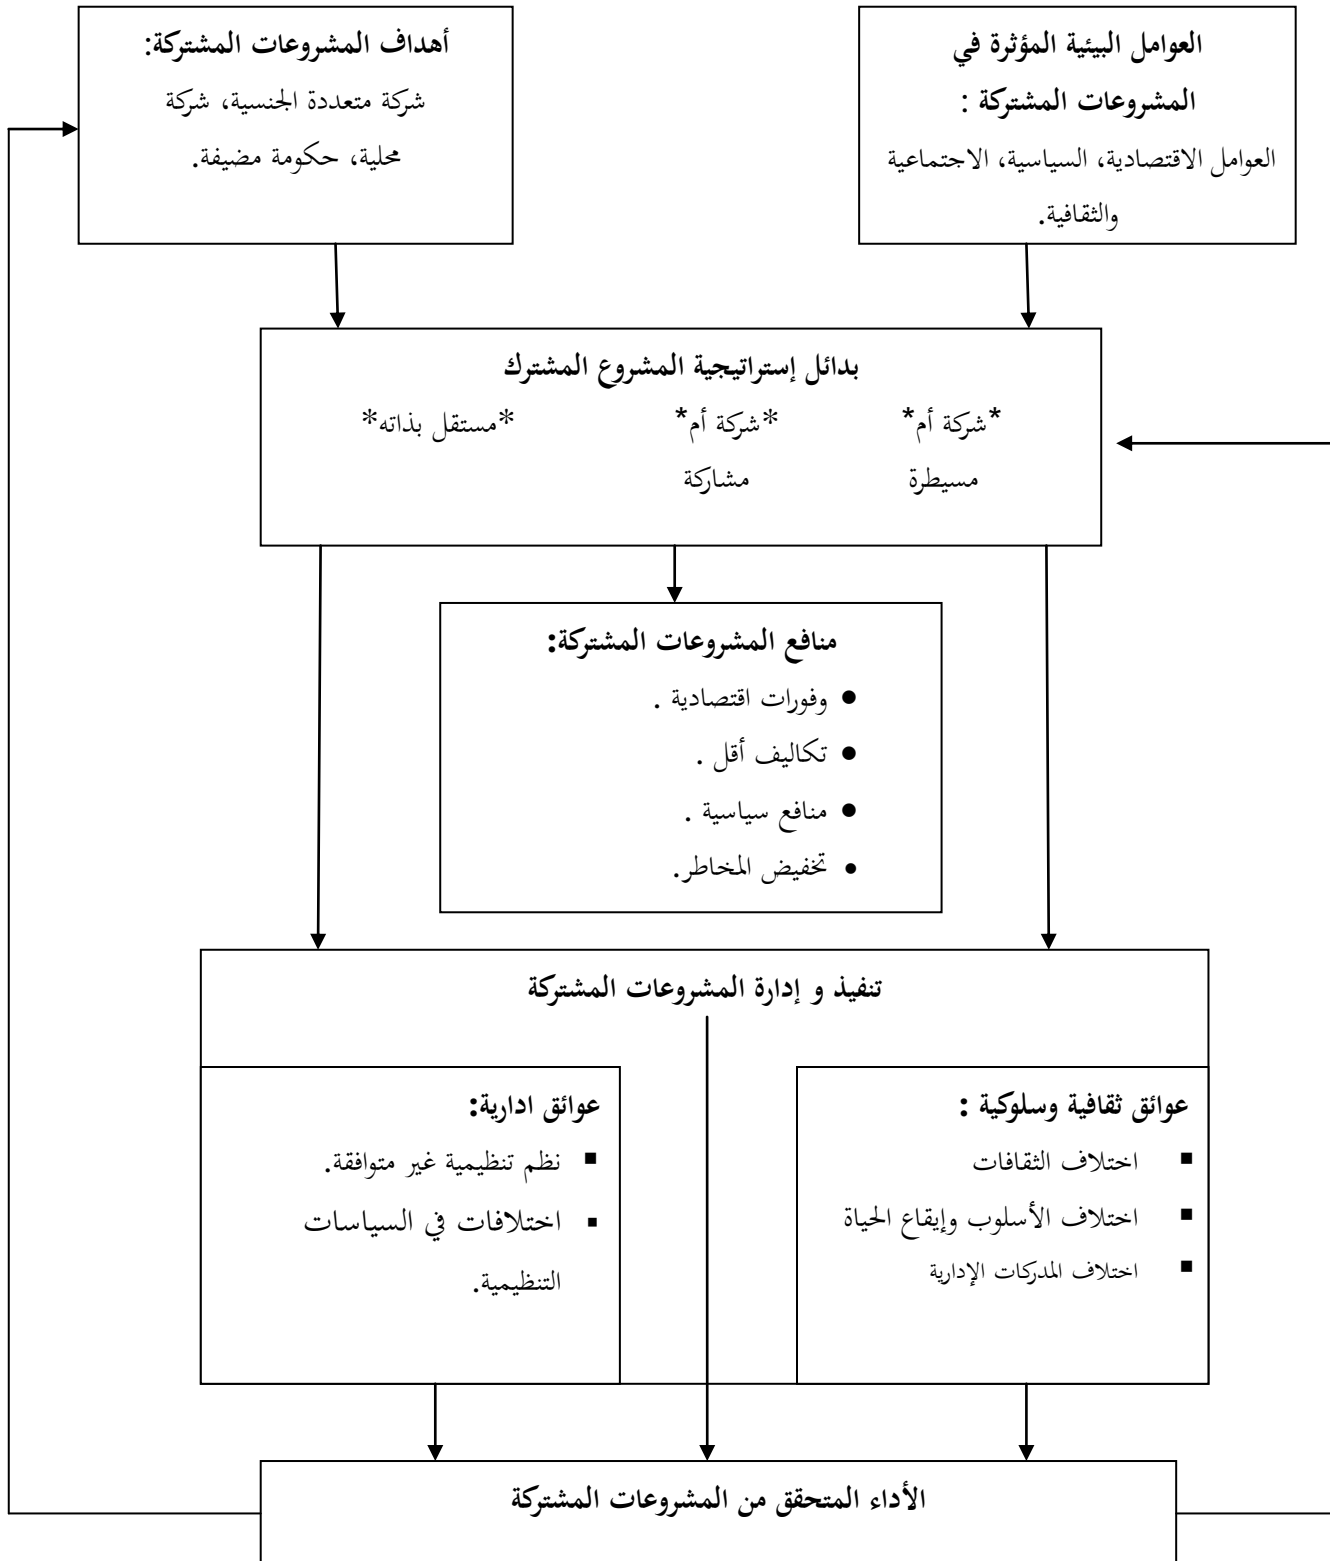 العوامل البيئية المؤثرة في
المشروعات المشتركة :
العوامل الاقتصادية، السياسية، الاجتماعية
والثقافية.
أهداف المشروعات المشتركة:
شركة متعددة الجنسية، شركة
محلية، حكومة مضيفة.
بدائل إستراتيجية المشروع المشترك
*شركة أم* *شركة أم* *مستقل بذاته*
مسيطرة مشاركة
منافع المشروعات المشتركة:
● وفورات اقتصادية .
● تكاليف أقل .
● منافع سياسية .
● تخفيض المخاطر.
تنفيذ و إدارة المشروعات المشتركة
عوائق ثقافية وسلوكية :
▪ اختلاف الثقافات
▪ اختلاف الأسلوب وإيقاع الحياة
▪ اختلاف المدركات الإدارية
عوائق ادارية:
▪ نظم تنظيمية غير متوافقة.
▪ اختلافات في السياسات
التنظيمية.
الأداء المتحقق من المشروعات المشتركة